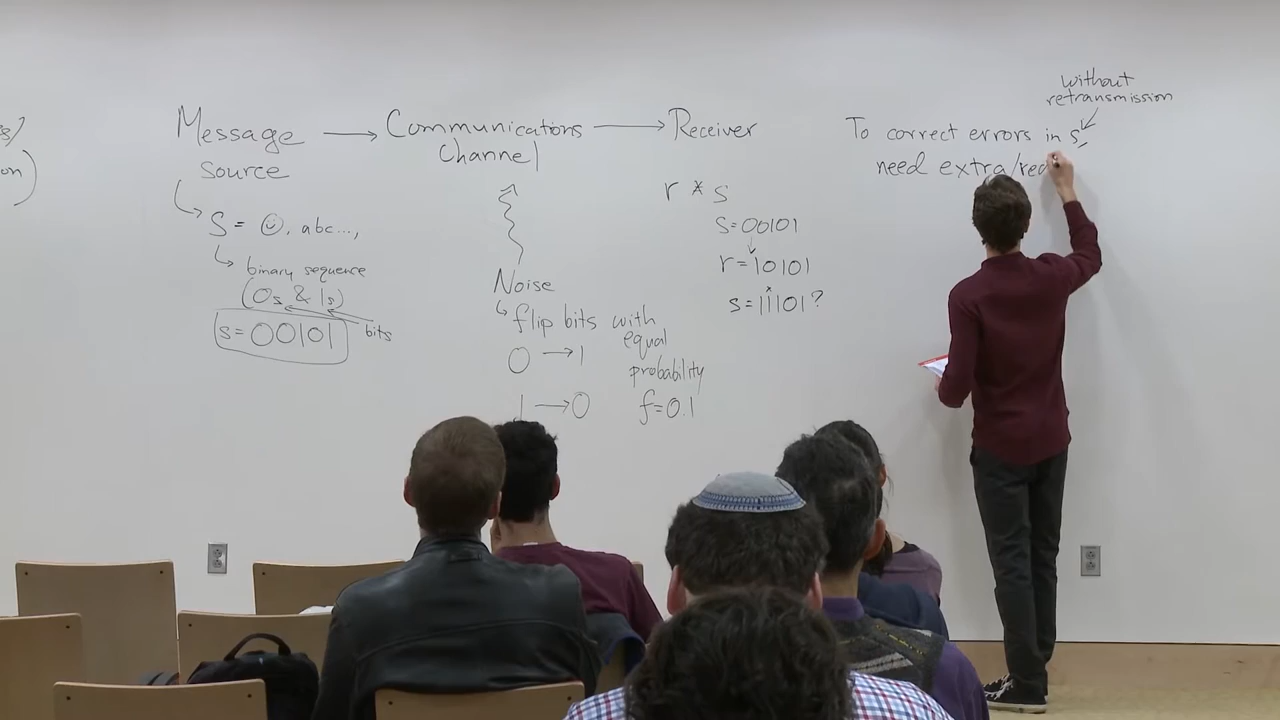 s/
on)
Message → Communications → Receiver
source
Channel
S = ☺, abc...,
binary sequence
(0s & 1s)
s=00101
bits
Noise
flip bits with
equal
probability
0 → 1
1 → 0
f=0.1
r * s
s=00101
r=10101
s=11101?
without
retransmission
To correct errors in s,
need extra/red